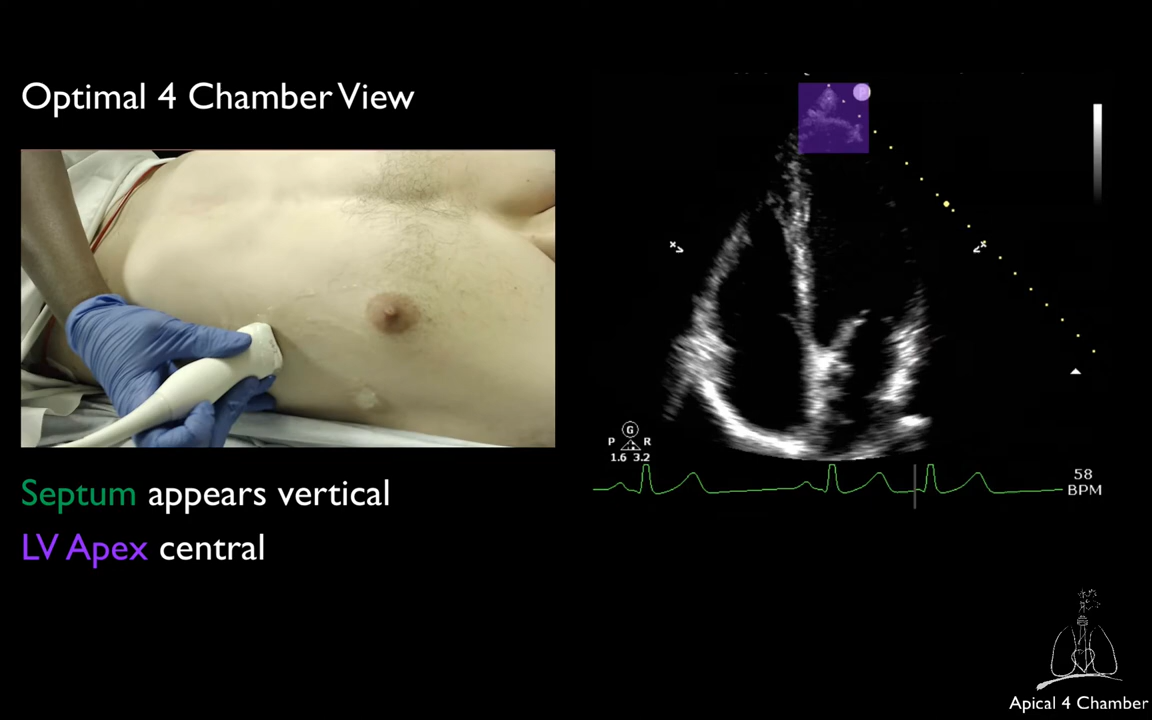 Optimal 4 Chamber View
P
G
P R
1.6 3.2
58
BPM
Septum appears vertical
LV Apex central
Apical 4 Chamber